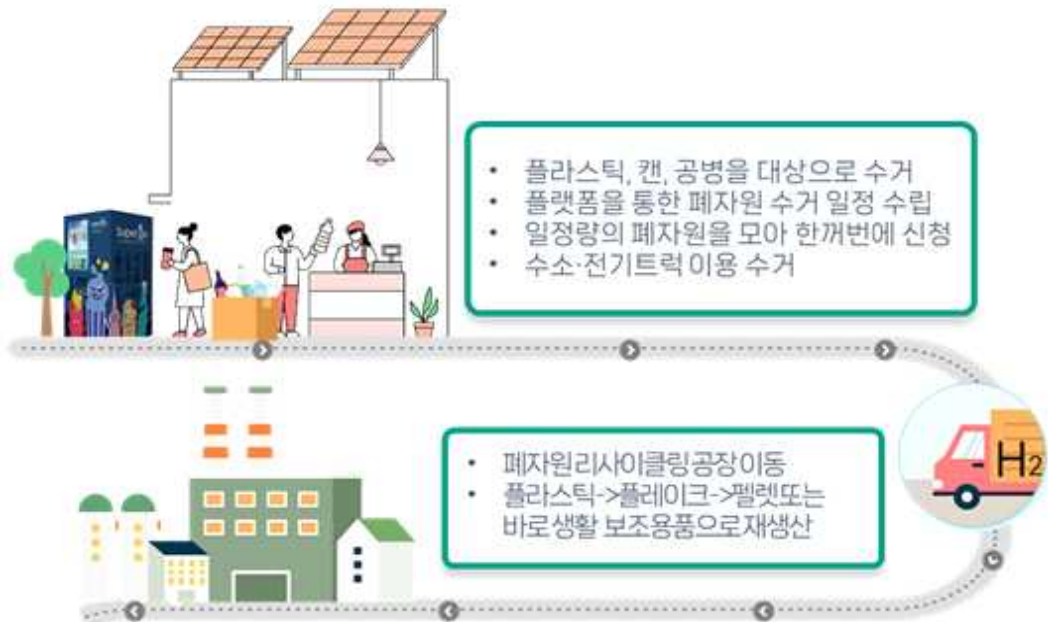 • 플라스틱, 캔, 공병을 대상으로 수거
• 플랫폼을 통한 폐자원 수거 일정 수립
• 일정량의 폐자원을 모아 한꺼번에 신청
• 수소·전기트럭 이용 수거
H2
• 폐자원리사이클링공장이동
• 플라스틱->플레이크->펠렛또는
바로생활 보조용품으로재생산